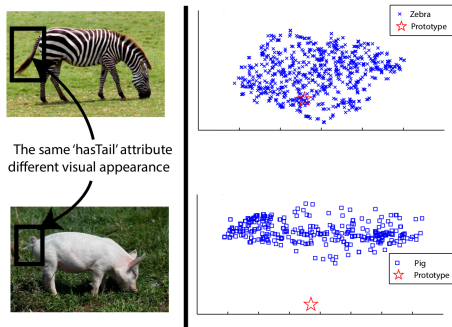 The same 'hasTail' attribute
different visual appearance
Zebra
Prototype
Pig
Prototype